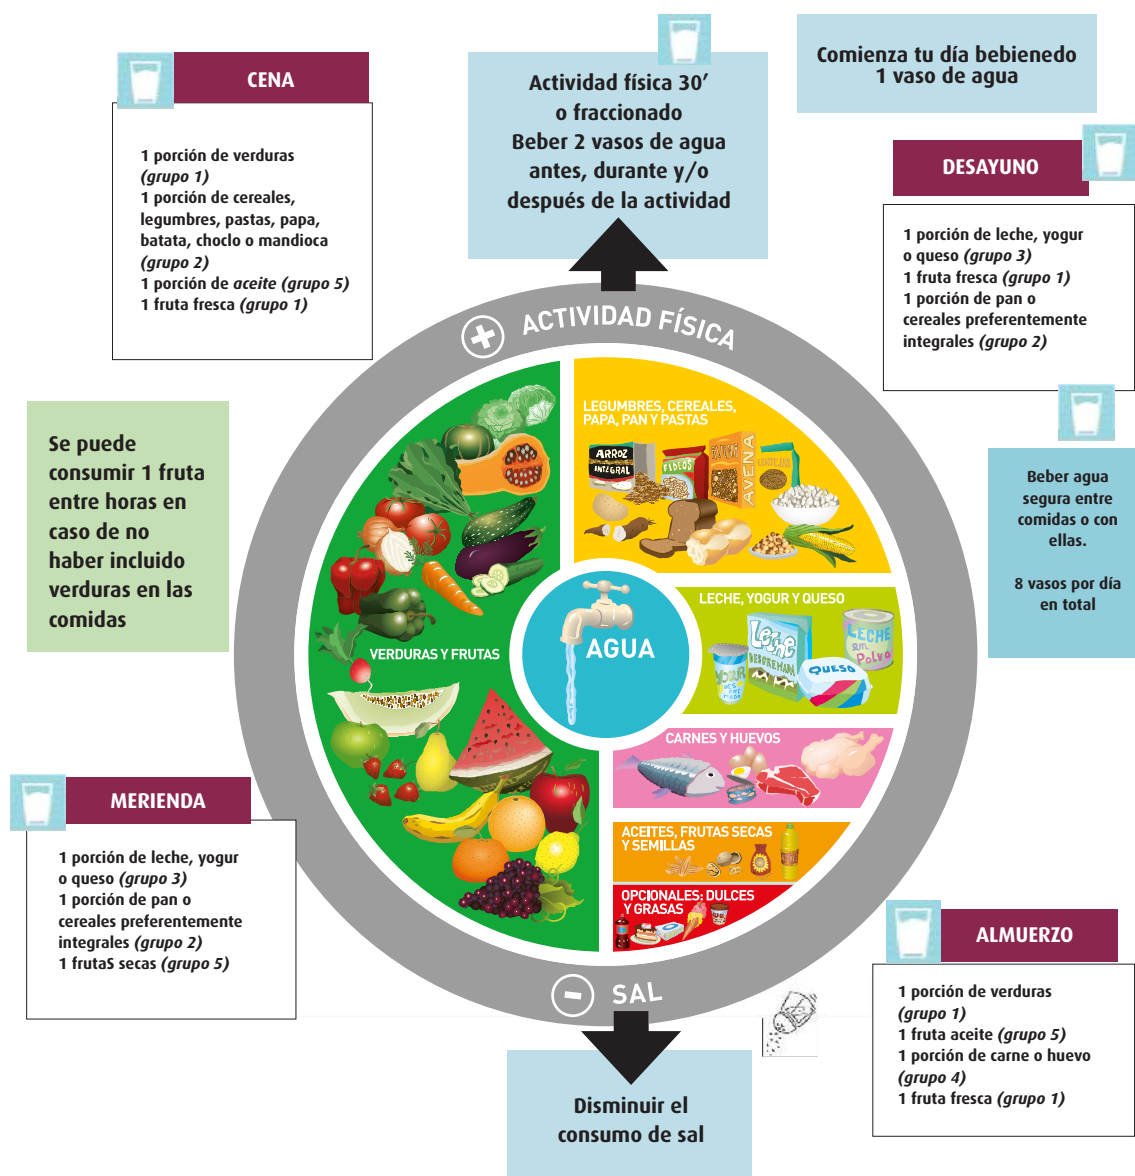 Comienza tu día bebienedo
1 vaso de agua
Actividad física 30’
o fraccionado
Beber 2 vasos de agua
antes, durante y/o
después de la actividad
CENA
1 porción de verduras
(grupo 1)
1 porción de cereales,
legumbres, pastas, papa,
batata, choclo o mandioca
(grupo 2)
1 porción de aceite (grupo 5)
1 fruta fresca (grupo 1)
DESAYUNO
1 porción de leche, yogur
o queso (grupo 3)
1 fruta fresca (grupo 1)
1 porción de pan o
cereales preferentemente
integrales (grupo 2)
Se puede
consumir 1 fruta
entre horas en
caso de no
haber incluido
verduras en las
comidas
Beber agua
segura entre
comidas o con
ellas.
8 vasos por día
en total
+ ACTIVIDAD FÍSICA
LEGUMBRES, CEREALES,
PAPA, PAN Y PASTAS
ARROZ
INTEGRAL
FIDEOS
AVENA
AVENA
LENTEJAS
VERDURAS Y FRUTAS
AGUA
LECHE, YOGUR Y QUESO
Leche
DESCREMADA
YOGUR
DES
CRE
MADO
QUESO
LECHE
en
Polvo
CARNES Y HUEVOS
ACEITES, FRUTAS SECAS
Y SEMILLAS
OPCIONALES: DULCES
Y GRASAS
- SAL
MERIENDA
1 porción de leche, yogur
o queso (grupo 3)
1 porción de pan o
cereales preferentemente
integrales (grupo 2)
1 frutaS secas (grupo 5)
ALMUERZO
1 porción de verduras
(grupo 1)
1 fruta aceite (grupo 5)
1 porción de carne o huevo
(grupo 4)
1 fruta fresca (grupo 1)
Disminuir el
consumo de sal